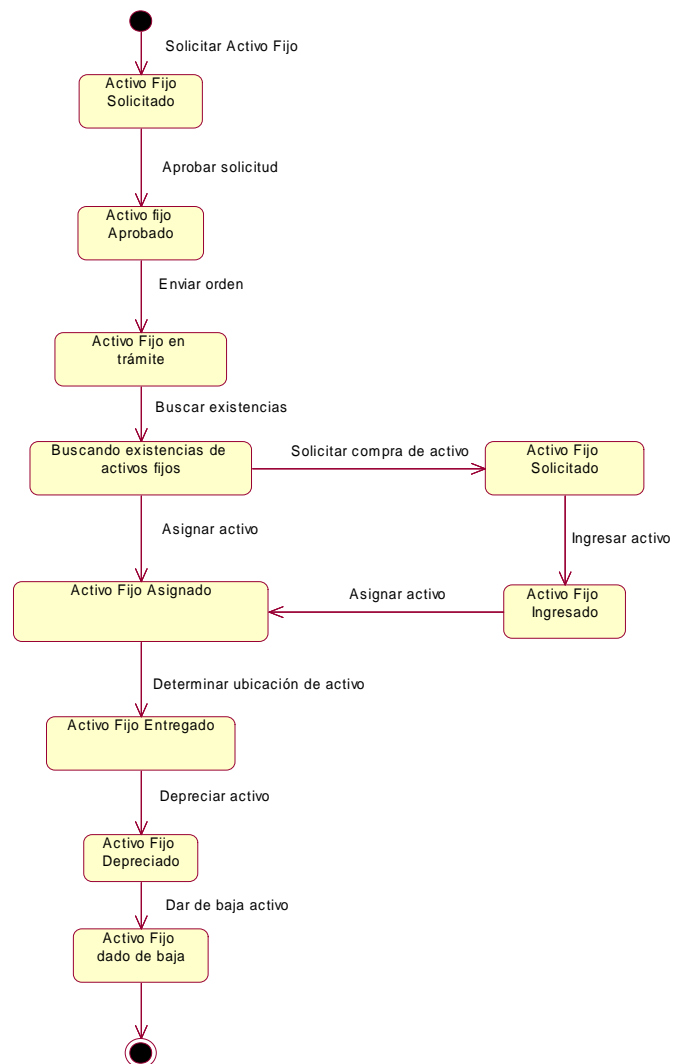 Solicitar Activo Fijo
Activo Fijo
Solicitado
Aprobar solicitud
Activo fijo
Aprobado
Enviar orden
Activo Fijo en
trámite
Buscar existencias
Buscando existencias de
activos fijos
Solicitar compra de activo
Activo Fijo
Solicitado
Asignar activo
Ingresar activo
Activo Fijo Asignado
Asignar activo
Activo Fijo
Ingresado
Determinar ubicación de activo
Activo Fijo Entregado
Depreciar activo
Activo Fijo
Depreciado
Dar de baja activo
Activo Fijo
dado de baja